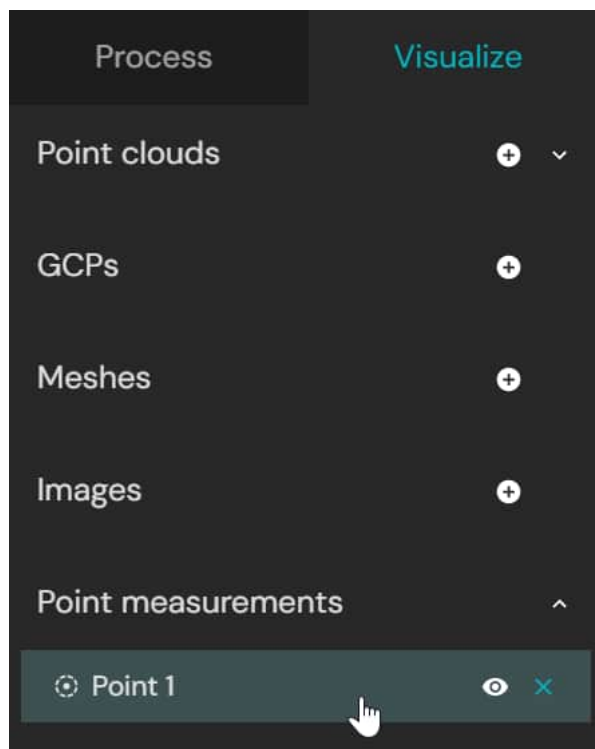 Process Visualize
Point clouds
GCPs
Meshes
Images
Point measurements
Point 1